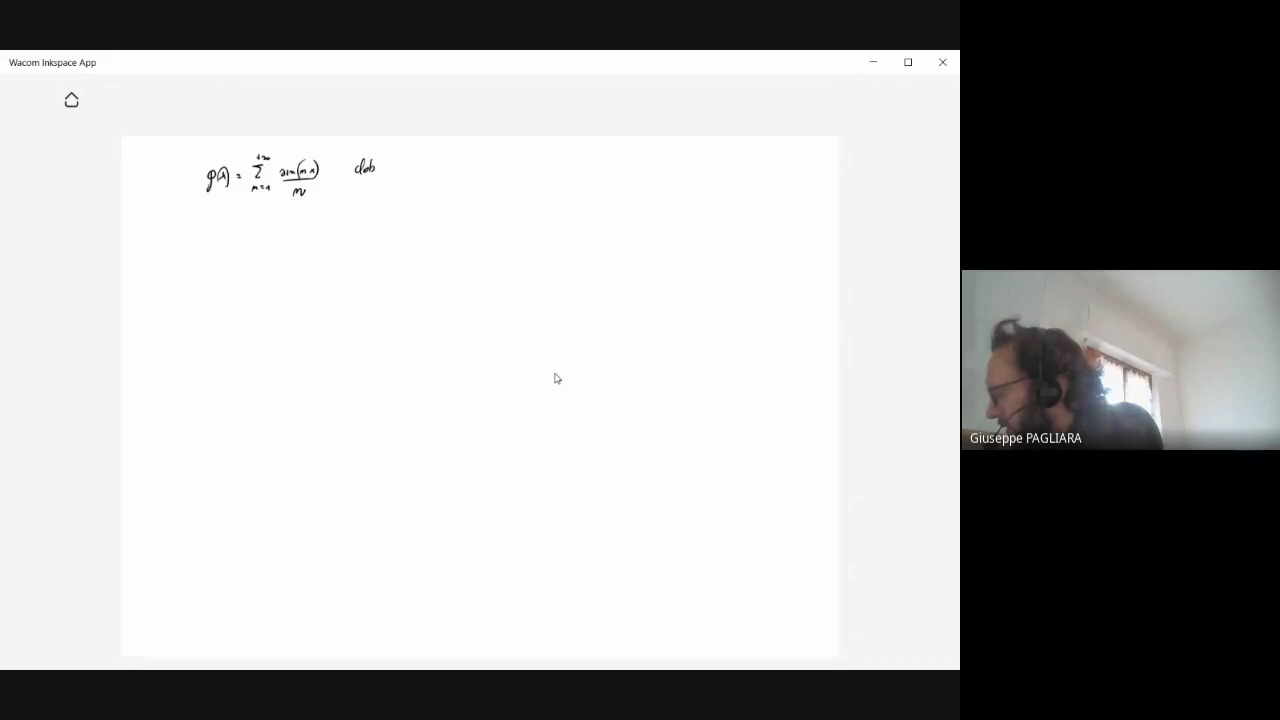 Wacom Inkspace App
φ(x) = Σ_{n=1}^{+∞} sin(nx)/n dob
Giuseppe PAGLIARA